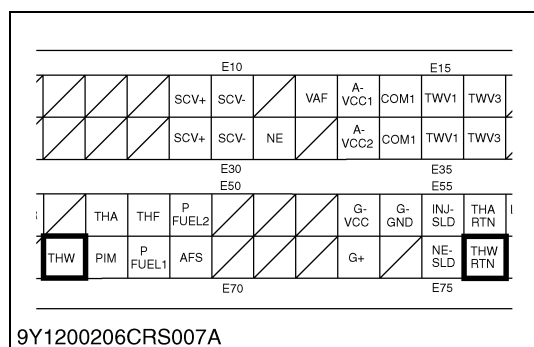 E10 E15
SCV+ SCV- VAF A-VCC1 COM1 TWV1 TWV3
SCV+ SCV- NE A-VCC2 COM1 TWV1 TWV3
E30 E35
E50 E55
THA THF P FUEL2 G-VCC G-GND INJ-SLD THA RTN
THW PIM P FUEL1 AFS G+ NE-SLD THW RTN
E70 E75
9Y1200206CRS007A